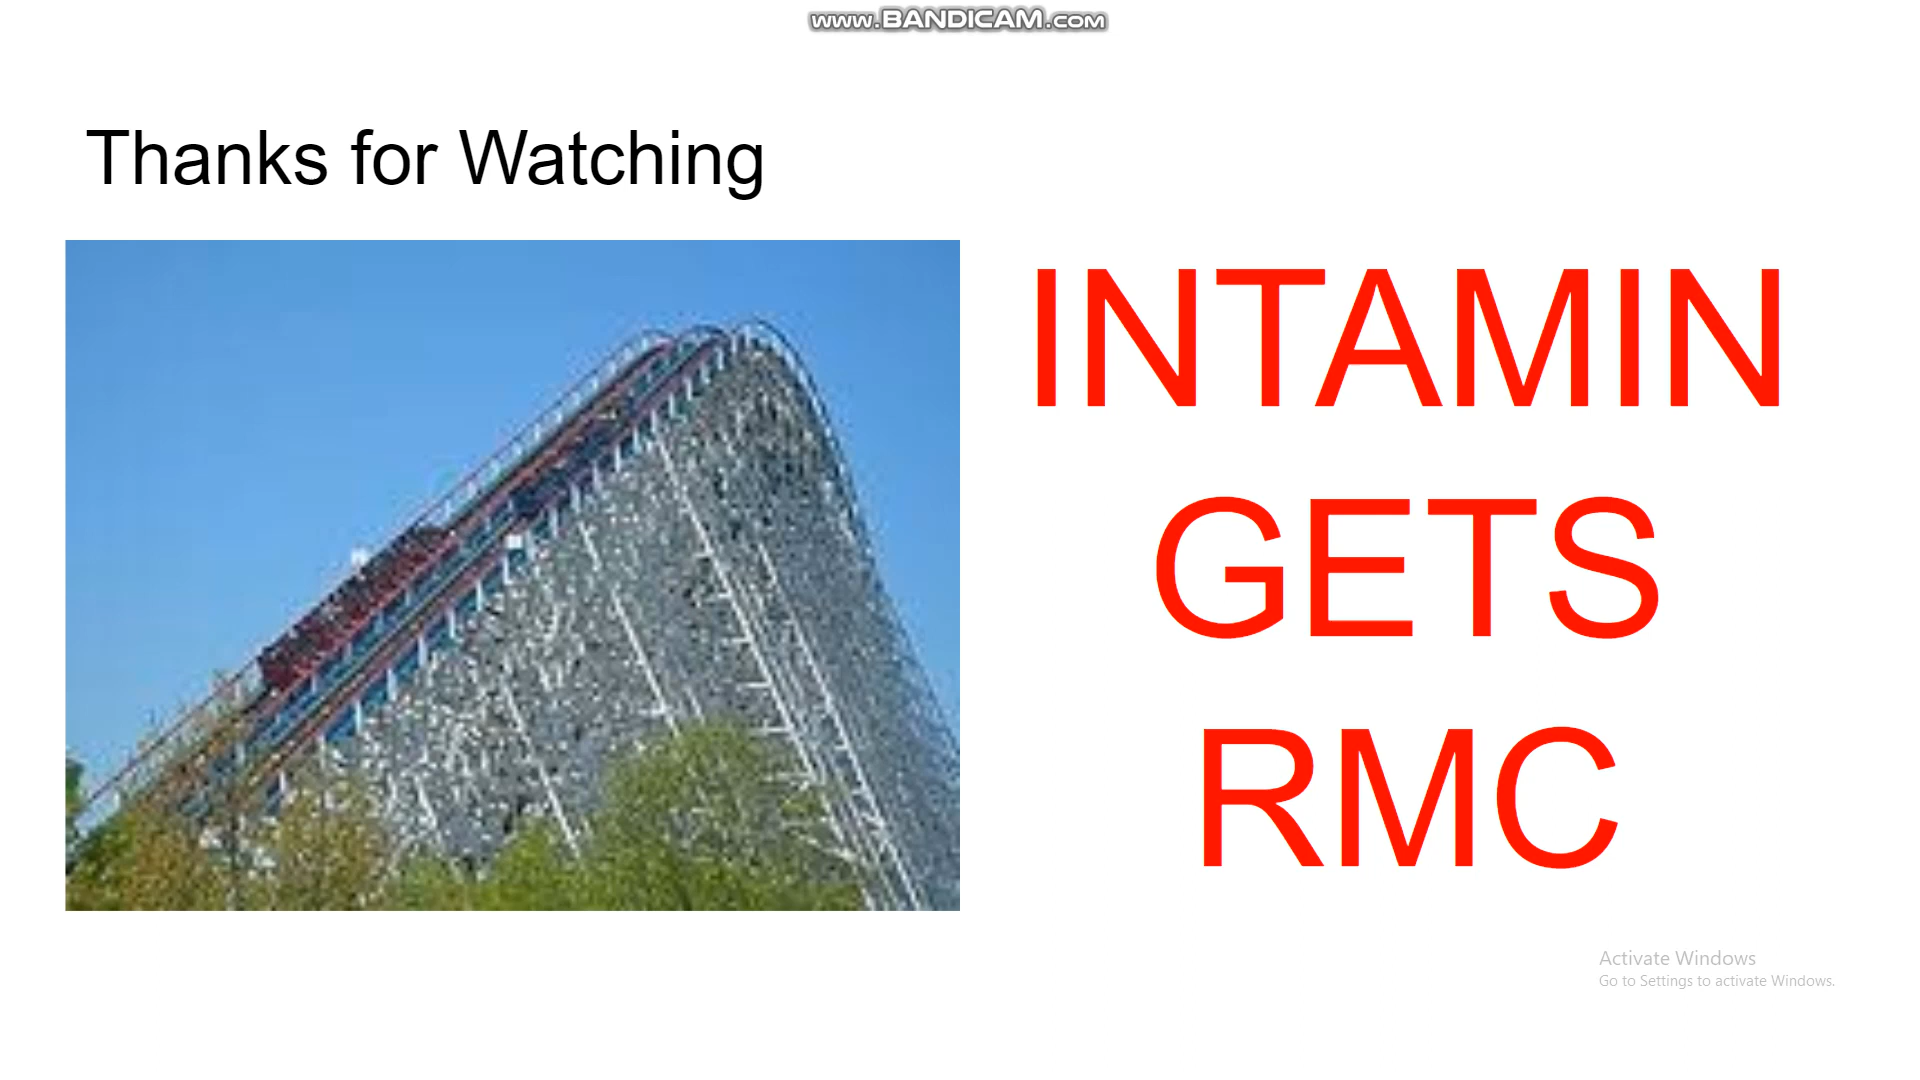 www.BANDICAM.com
Thanks for Watching
INTAMIN
GETS
RMC
Activate Windows
Go to Settings to activate Windows.